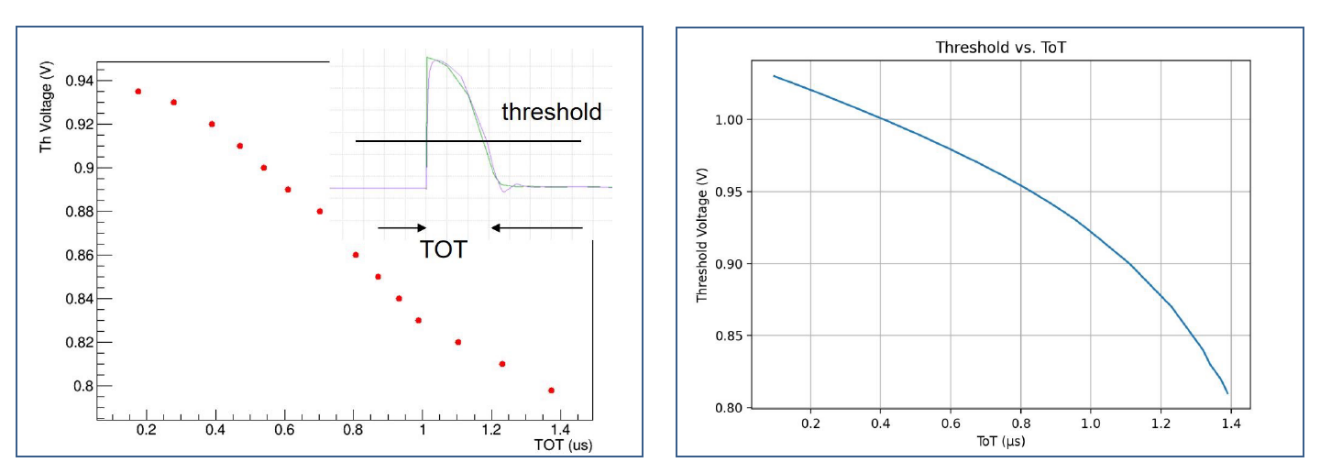 Th Voltage (V)
0.94
0.92
0.9
0.88
0.86
0.84
0.82
0.8
threshold
TOT
0.2 0.4 0.6 0.8 1 1.2 1.4
TOT (us)
Threshold vs. ToT
Threshold Voltage (V)
1.00
0.95
0.90
0.85
0.80
0.2 0.4 0.6 0.8 1.0 1.2 1.4
ToT (μs)